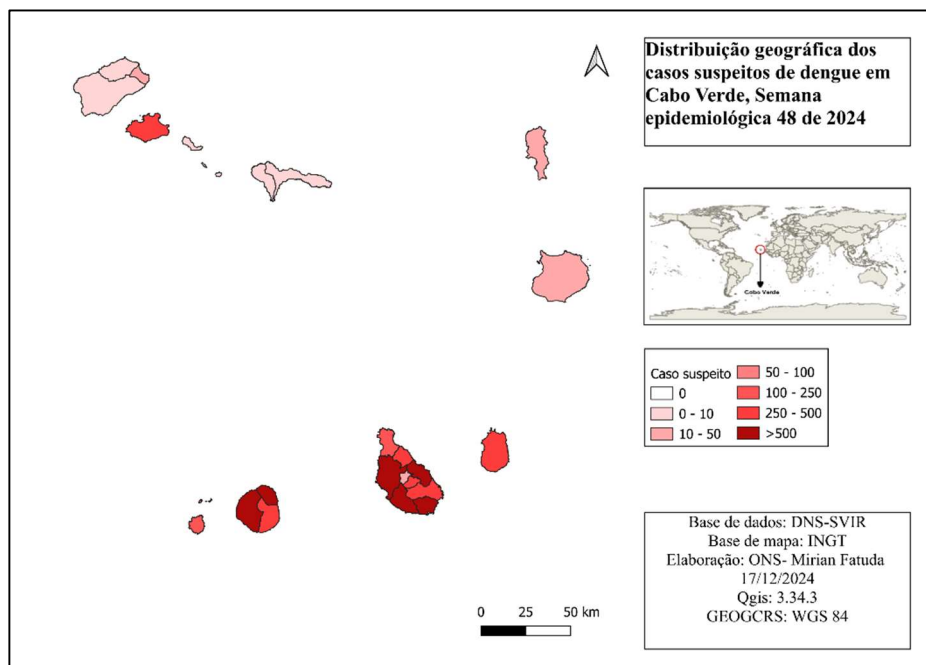 Distribuição geográfica dos
casos suspeitos de dengue em
Cabo Verde, Semana
epidemiológica 48 de 2024
Cabo Verde
Caso suspeito
0
0 - 10
10 - 50
50 - 100
100 - 250
250 - 500
>500
0 25 50 km
Base de dados: DNS-SVIR
Base de mapa: INGT
Elaboração: ONS- Mirian Fatuda
17/12/2024
Qgis: 3.34.3
GEOGCRS: WGS 84